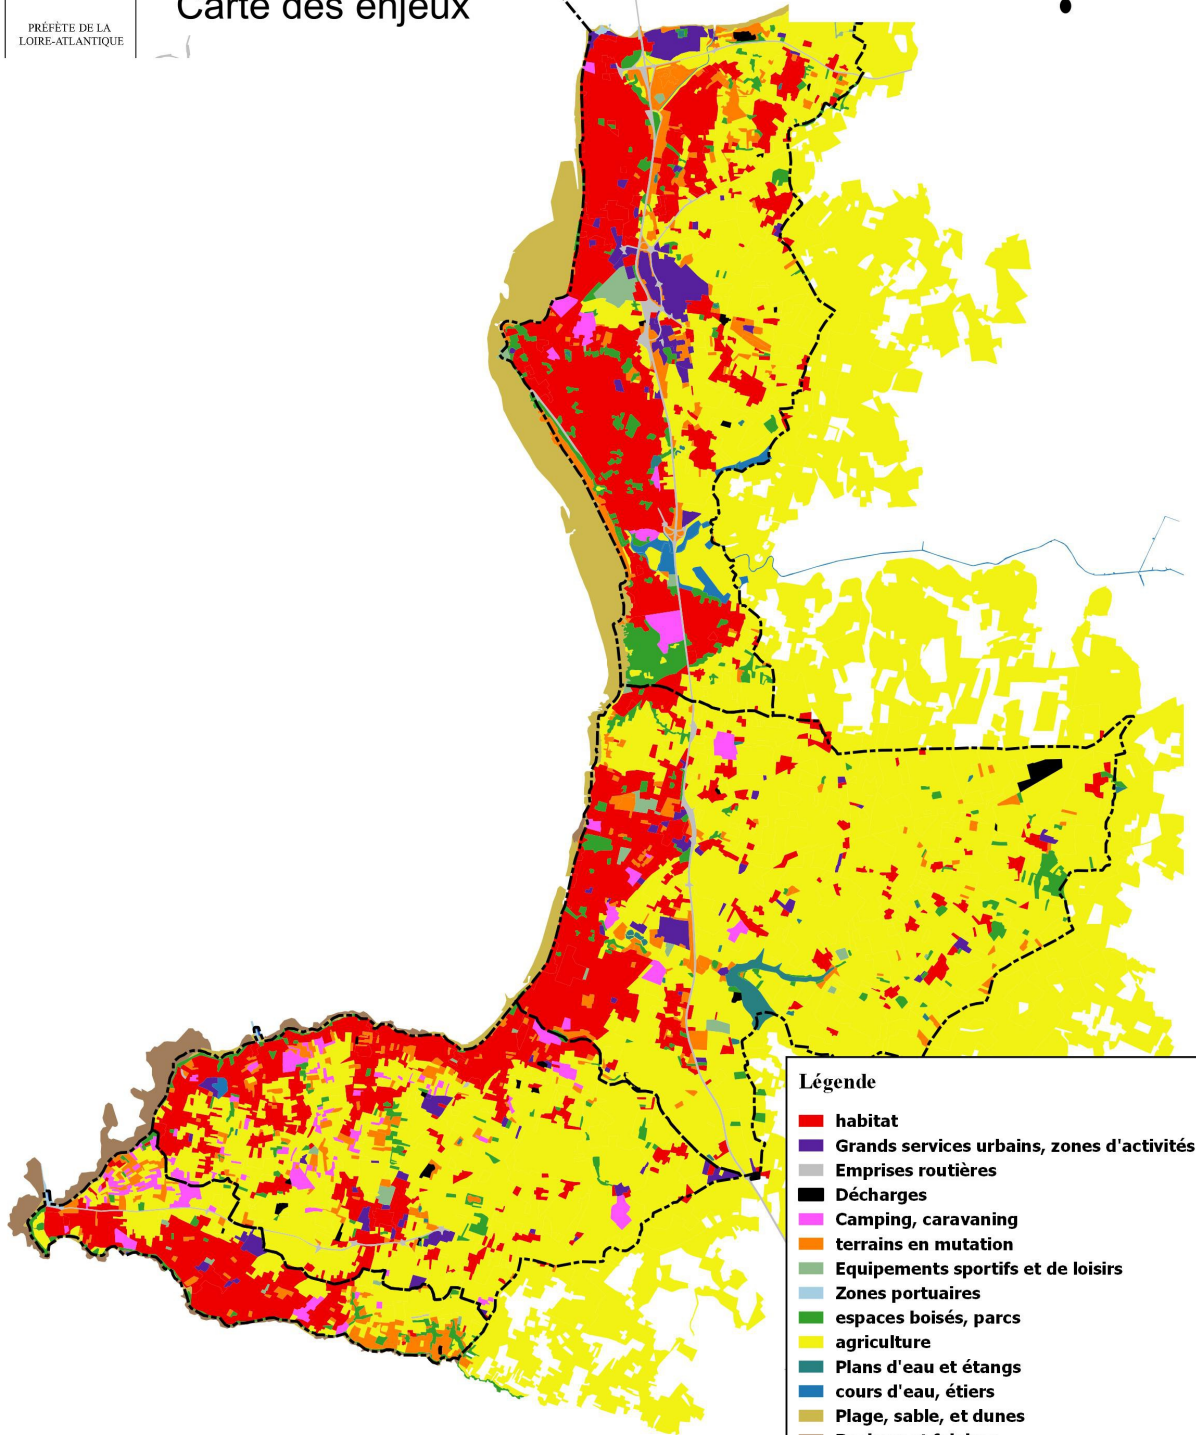 Carte des enjeux
PRÉFÈTE DE LA
LOIRE-ATLANTIQUE
Légende
habitat
Grands services urbains, zones d'activités
Emprises routières
Décharges
Camping, caravaning
terrains en mutation
Equipements sportifs et de loisirs
Zones portuaires
espaces boisés, parcs
agriculture
Plans d'eau et étangs
cours d'eau, étiers
Plage, sable, et dunes